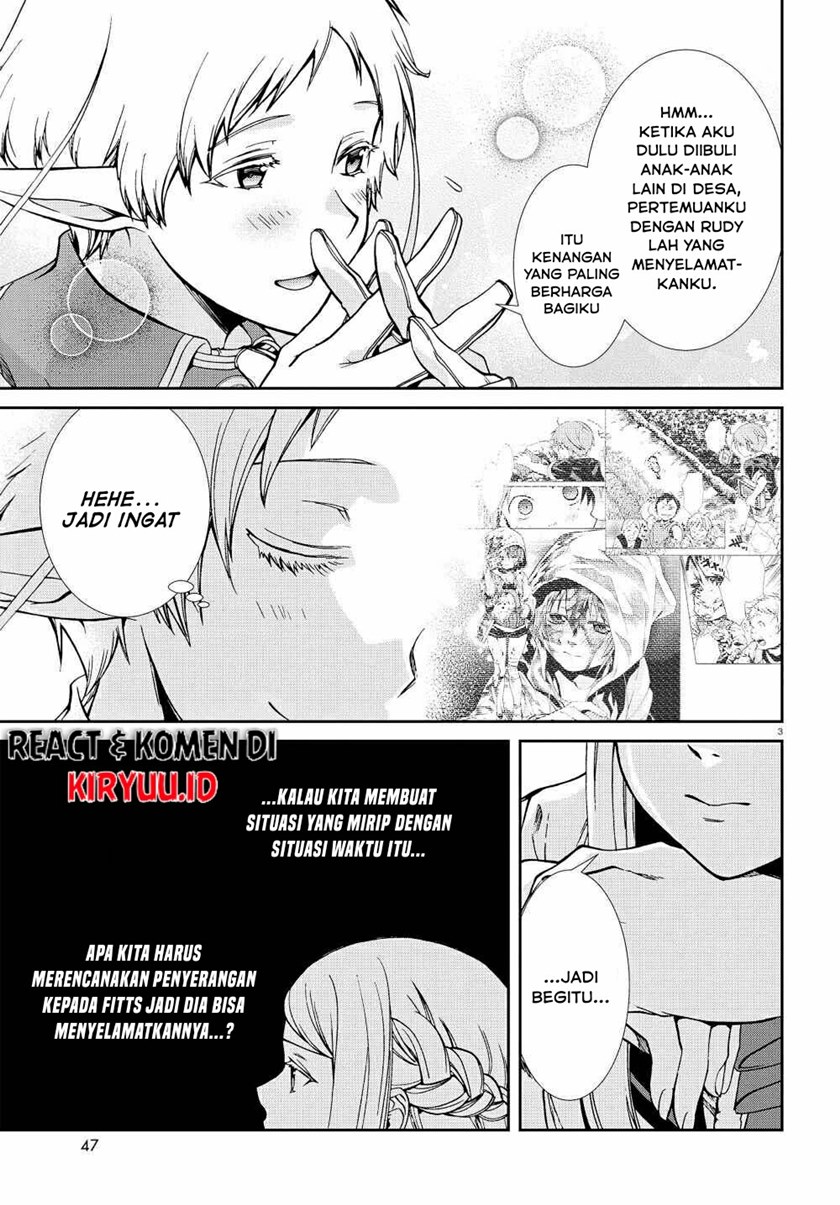 HMM...
KETIKA AKU
DULU DIIBULI
ANAK-ANAK
LAIN DI DESA,
PERTEMUANKU
DENGAN RUDY
LAH YANG
MENYELAMAT-
KANKU.
ITU
KENANGAN
YANG PALING
BERHARGA
BAGIKU
HEHE...
JADI INGAT
3
REACT & KOMEN DI
KIRYUU.ID
...JADI
BEGITU...
...KALAU KITA MEMBUAT
SITUASI YANG MIRIP DENGAN
SITUASI WAKTU ITU...
APA KITA HARUS
MERENCANAKAN PENYERANGAN
KEPADA FITTS JADI DIA BISA
MENYELAMATKANNYA...?
47